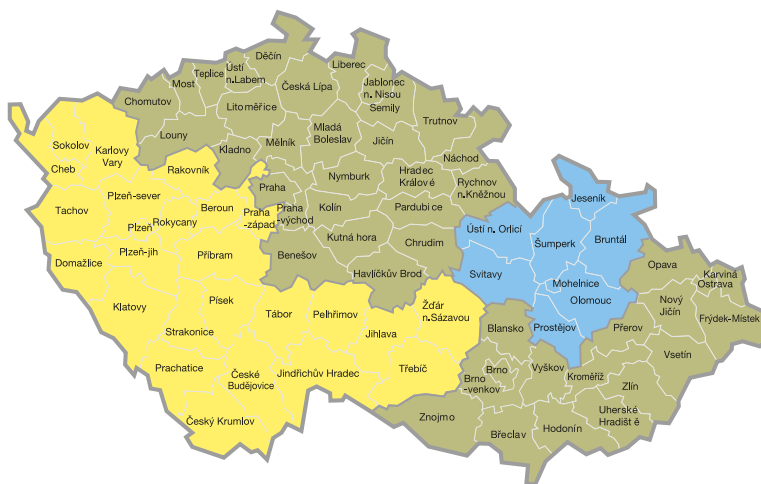 Děčín
Liberec
Ústí
n.Labem
Teplice
Most
Chomutov
Česká Lípa
Jablonec
n. Nisou
Semily
Litoměřice
Trutnov
Louny
Mladá
Boleslav
Mělník
Jičín
Kladno
Sokolov
Karlovy
Vary
Cheb
Rakovník
Náchod
Nymburk
Hradec
Králové
Rychnov
n.Kněžnou
Praha
Jeseník
Tachov
Plzeň-sever
Beroun
Praha
-západ
Praha
-východ
Kolín
Pardubice
Rokycany
Plzeň
Ústí n. Orlicí
Šumperk
Bruntál
Kutná hora
Chrudim
Domažlice
Plzeň-jih
Příbram
Benešov
Havlíčkův Brod
Svitavy
Mohelnice
Olomouc
Opava
Karviná
Ostrava
Klatovy
Písek
Tábor
Pelhřimov
Žďár
n.Sázavou
Nový
Jičín
Frýdek-Místek
Strakonice
Jihlava
Blansko
Prostějov
Přerov
Vsetín
Prachatice
České
Budějovice
Jindřichův Hradec
Třebíč
Brno
Brno
-venkov
Vyškov
Kroměříž
Zlín
Český Krumlov
Znojmo
Břeclav
Hodonín
Uherské
Hradiště